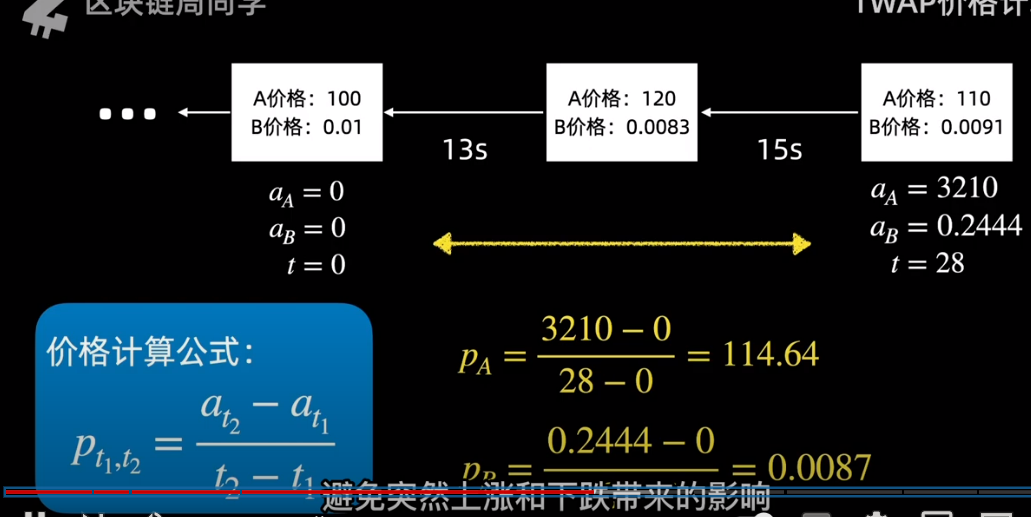 区块链周同学
TWAP价格计
A价格：100
B价格：0.01
A价格：120
B价格：0.0083
A价格：110
B价格：0.0091
13s
15s
a_A = 0
a_B = 0
t = 0
a_A = 3210
a_B = 0.2444
t = 28
价格计算公式：
p_{t_1,t_2} = \frac{a_{t_2} - a_{t_1}}{t_2 - t_1}
p_A = \frac{3210 - 0}{28 - 0} = 114.64
p_B = 0.2444 - 0 = 0.0087
避免突然上涨和下跌带来的影响